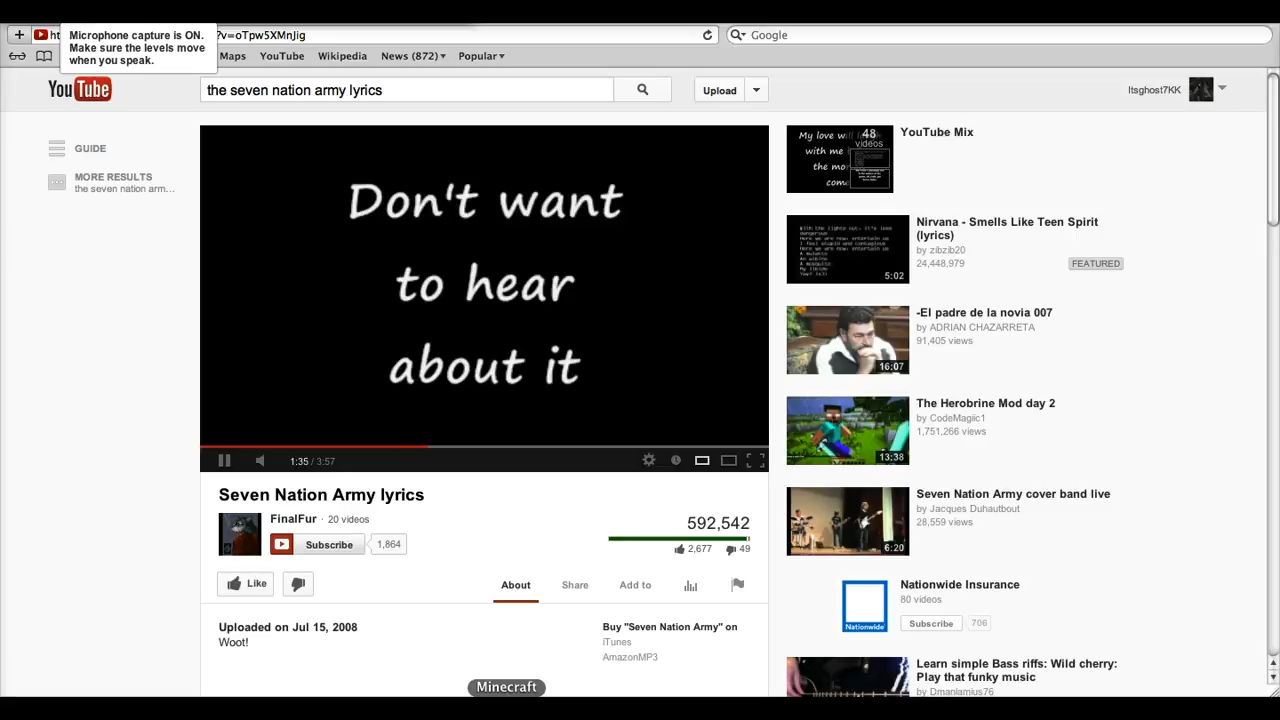 Microphone capture is ON.
Make sure the levels move
when you speak.
ht
?v=oTpw5XMnJig
Google
Maps
YouTube
Wikipedia
News (872)
Popular
YouTube
the seven nation army lyrics
Upload
Itsghost7KK
GUIDE
MORE RESULTS
the seven nation arm...
Don't want
to hear
about it
1:35 / 3:57
Seven Nation Army lyrics
FinalFur · 20 videos
Subscribe
1,864
592,542
2,677
49
Like
About
Share
Add to
Uploaded on Jul 15, 2008
Woot!
Buy "Seven Nation Army" on
iTunes
AmazonMP3
Minecraft
48
videos
YouTube Mix
5:02
Nirvana - Smells Like Teen Spirit
(lyrics)
by zibzib20
24,448,979
FEATURED
16:07
-El padre de la novia 007
by ADRIAN CHAZARRETA
91,405 views
13:38
The Herobrine Mod day 2
by CodeMagiic1
1,751,266 views
6:20
Seven Nation Army cover band live
by Jacques Duhautbout
28,559 views
Nationwide
Nationwide Insurance
80 videos
Subscribe
706
Learn simple Bass riffs: Wild cherry:
Play that funky music
by Dmanlamius76